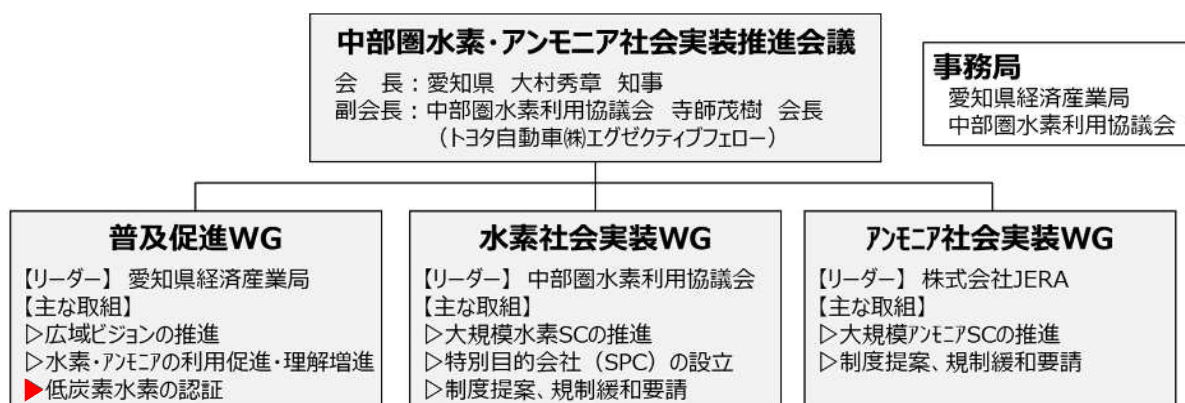 中部圏水素・アンモニア社会実装推進会議
会　長：愛知県　大村秀章　知事
副会長：中部圏水素利用協議会　寺師茂樹　会長
（トヨタ自動車㈱エグゼクティブフェロー）
事務局
愛知県経済産業局
中部圏水素利用協議会
普及促進WG
【リーダー】 愛知県経済産業局
【主な取組】
▷広域ビジョンの推進
▷水素・アンモニアの利用促進・理解増進
▶低炭素水素の認証
水素社会実装WG
【リーダー】 中部圏水素利用協議会
【主な取組】
▷大規模水素SCの推進
▷特別目的会社（SPC）の設立
▷制度提案、規制緩和要請
アンモニア社会実装WG
【リーダー】 株式会社JERA
【主な取組】
▷大規模アンモニアSCの推進
▷制度提案、規制緩和要請